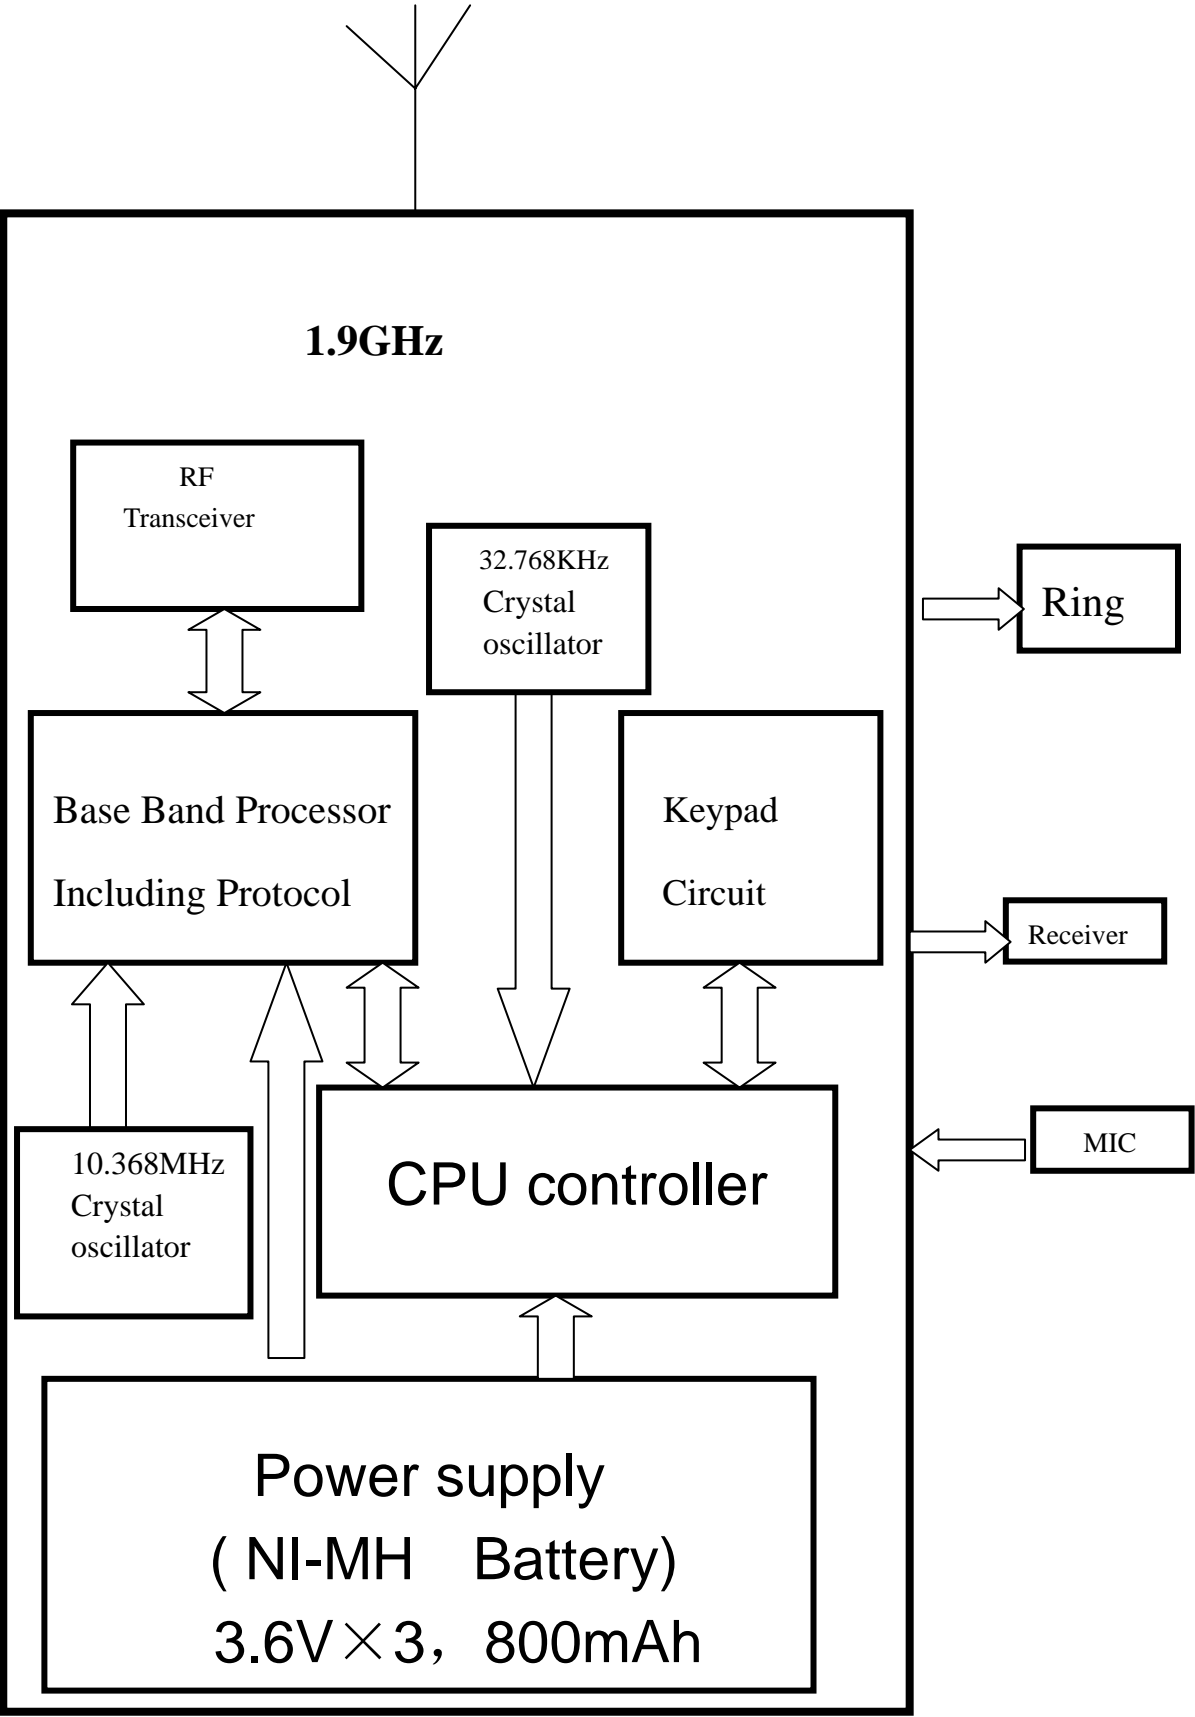 1.9GHz
RF
Transceiver
32.768KHz
Crystal
oscillator
Ring
Base Band Processor
Including Protocol
Keypad
Circuit
Receiver
10.368MHz
Crystal
oscillator
CPU controller
MIC
Power supply
( NI-MH Battery)
3.6V×3, 800mAh